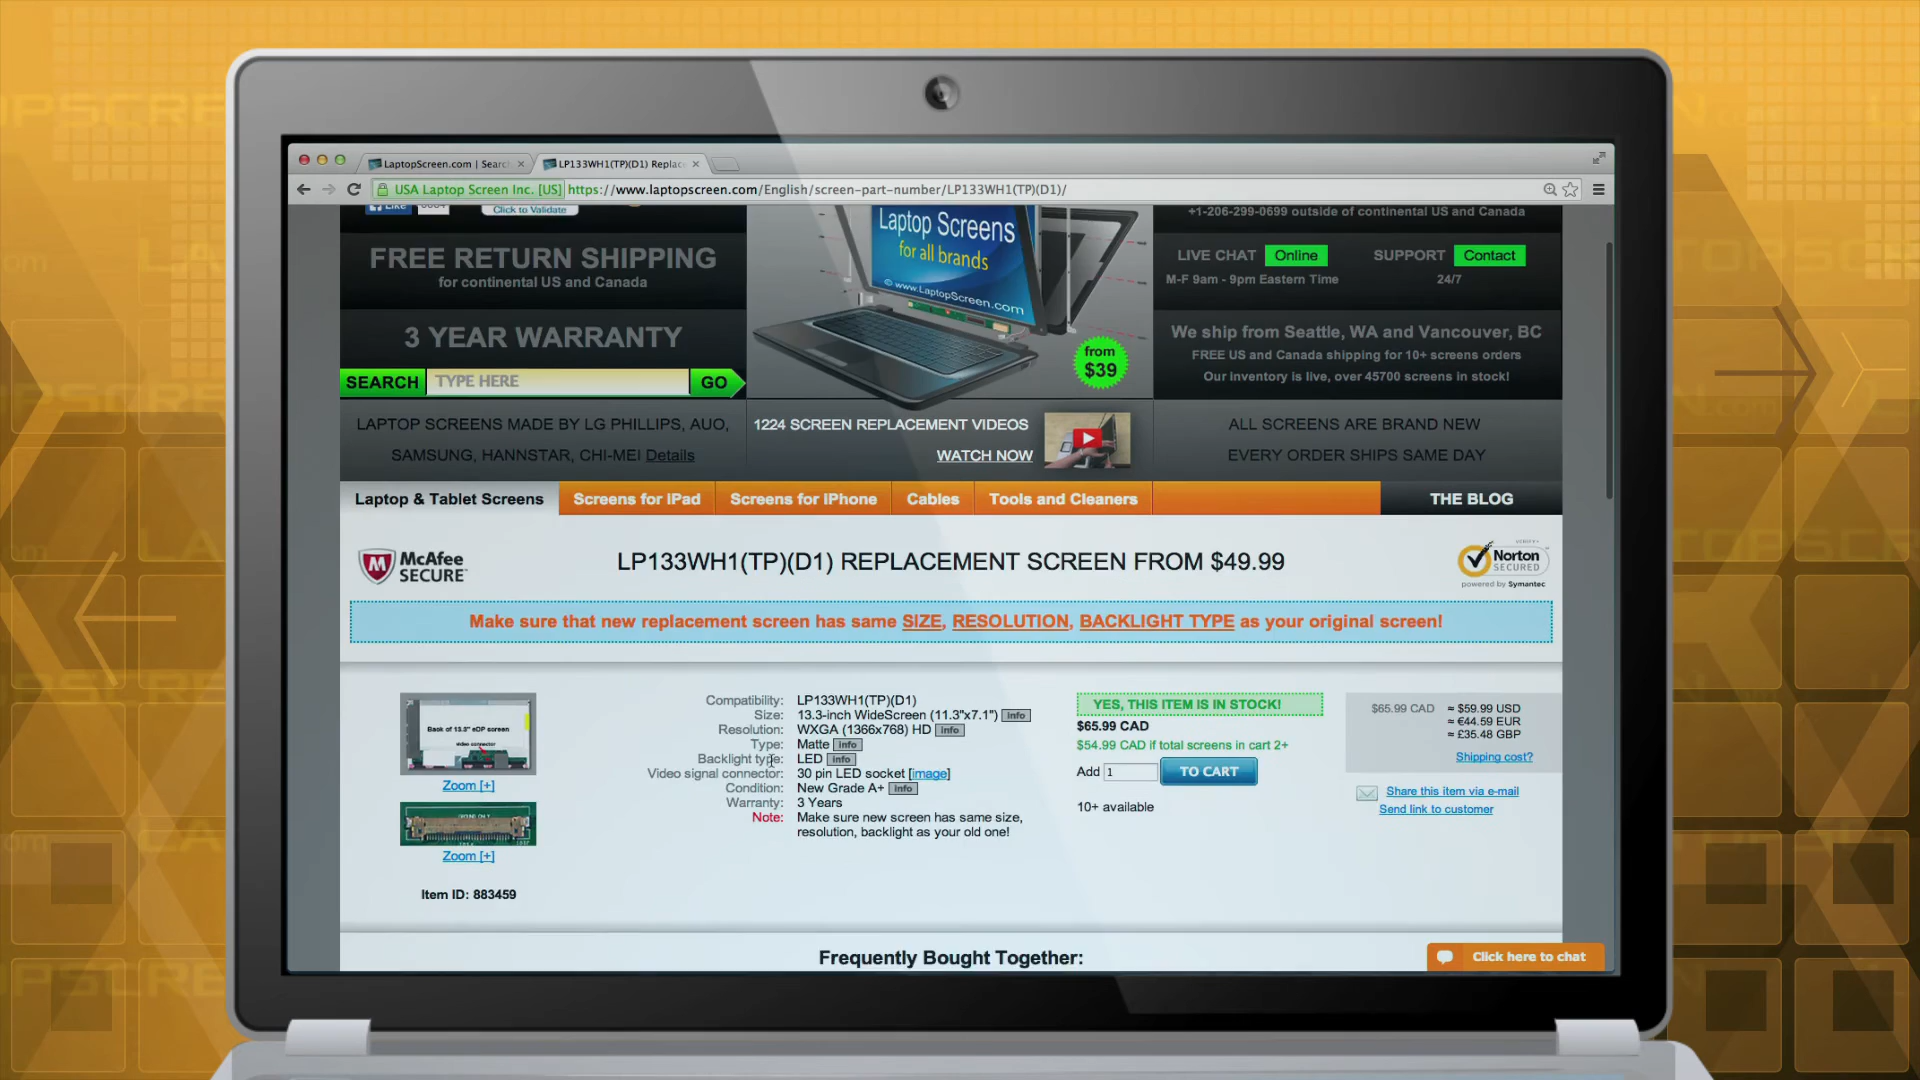 LaptopScreen.com | Search
LP133WH1(TP)(D1) Replac
USA Laptop Screen Inc. [US] https://www.laptopscreen.com/English/screen-part-number/LP133WH1(TP)(D1)/
Like
Click to Validate
FREE RETURN SHIPPING
for continental US and Canada
3 YEAR WARRANTY
SEARCH TYPE HERE GO
LAPTOP SCREENS MADE BY LG PHILLIPS, AUO,
SAMSUNG, HANNSTAR, CHI-MEI Details
Laptop Screens
for all brands
© www.LaptopScreen.com
from
$39
1224 SCREEN REPLACEMENT VIDEOS
WATCH NOW
+1-206-299-0699 outside of continental US and Canada
LIVE CHAT Online SUPPORT Contact
M-F 9am - 9pm Eastern Time 24/7
We ship from Seattle, WA and Vancouver, BC
FREE US and Canada shipping for 10+ screens orders
Our inventory is live, over 45700 screens in stock!
ALL SCREENS ARE BRAND NEW
EVERY ORDER SHIPS SAME DAY
Laptop & Tablet Screens Screens for iPad Screens for IPhone Cables Tools and Cleaners THE BLOG
McAfee
SECURE
LP133WH1(TP)(D1) REPLACEMENT SCREEN FROM $49.99
Norton
SECURED
powered by Symantec
Make sure that new replacement screen has same SIZE, RESOLUTION, BACKLIGHT TYPE as your original screen!
Back of 13.3" eDP screen
video connector
Zoom [+]
Zoom [+]
Item ID: 883459
Compatibility: LP133WH1(TP)(D1)
Size: 13.3-inch WideScreen (11.3"x7.1") info
Resolution: WXGA (1366x768) HD info
Type: Matte info
Backlight type: LED info
Video signal connector: 30 pin LED socket [image]
Condition: New Grade A+ info
Warranty: 3 Years
Note: Make sure new screen has same size,
resolution, backlight as your old one!
YES, THIS ITEM IS IN STOCK!
$65.99 CAD
$54.99 CAD if total screens in cart 2+
Add 1 TO CART
10+ available
$65.99 CAD ≈ $59.99 USD
≈ €44.59 EUR
≈ £35.48 GBP
Shipping cost?
Share this item via e-mail
Send link to customer
Frequently Bought Together:
Click here to chat